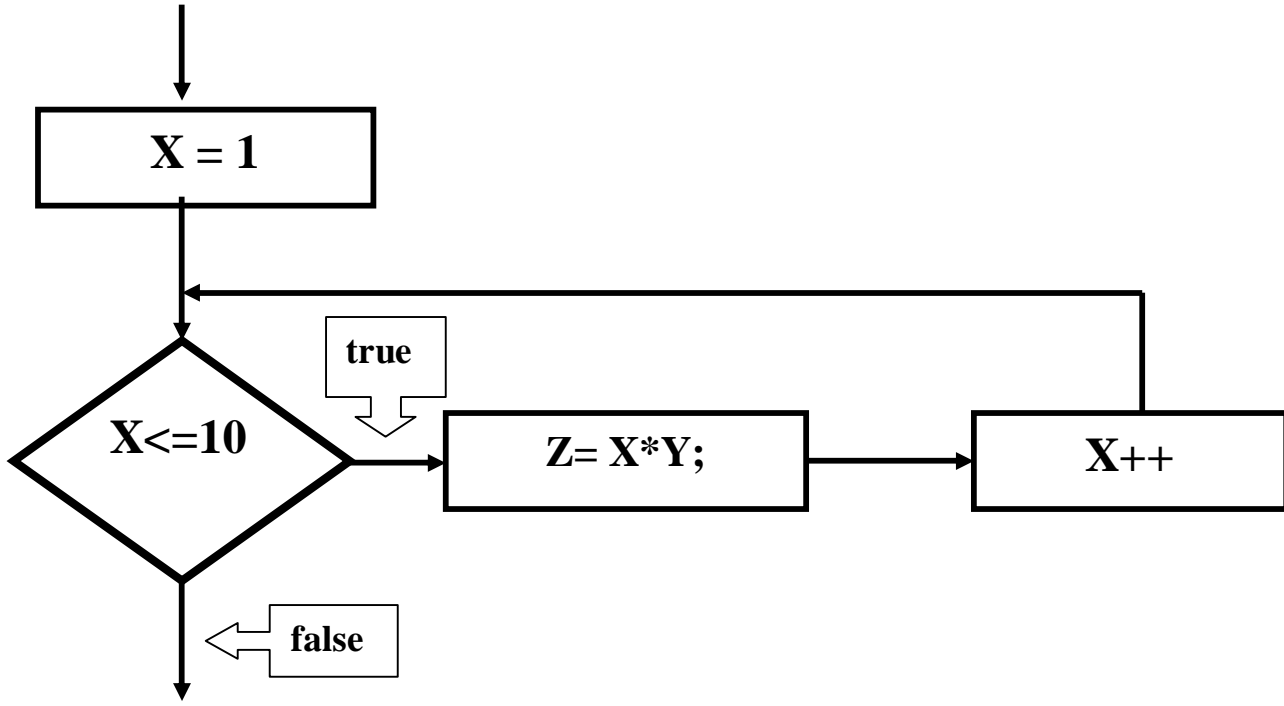 X = 1
true
X<=10
Z= X*Y;
X++
false